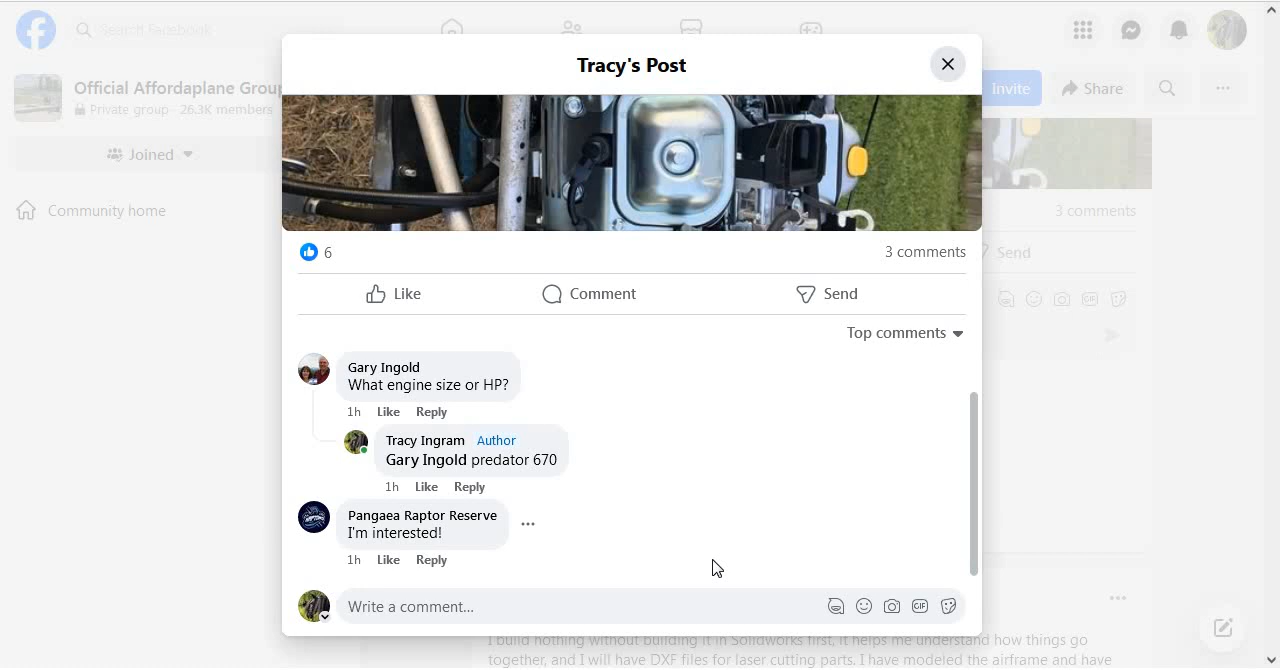 Search Facebook
Tracy's Post
Official Affordaplane Group
Private group · 26.3K members
Invite
Share
Joined
Community home
3 comments
Send
6
3 comments
Like
Comment
Send
Top comments
Gary Ingold
What engine size or HP?
1h Like Reply
Tracy Ingram Author
Gary Ingold predator 670
1h Like Reply
Pangaea Raptor Reserve
I'm interested!
1h Like Reply
Write a comment...
GIF
GIF
I build nothing without building it in Solidworks first, it helps me understand how things go
together, and I will have DXF files for laser cutting parts. I have modeled the airframe and have